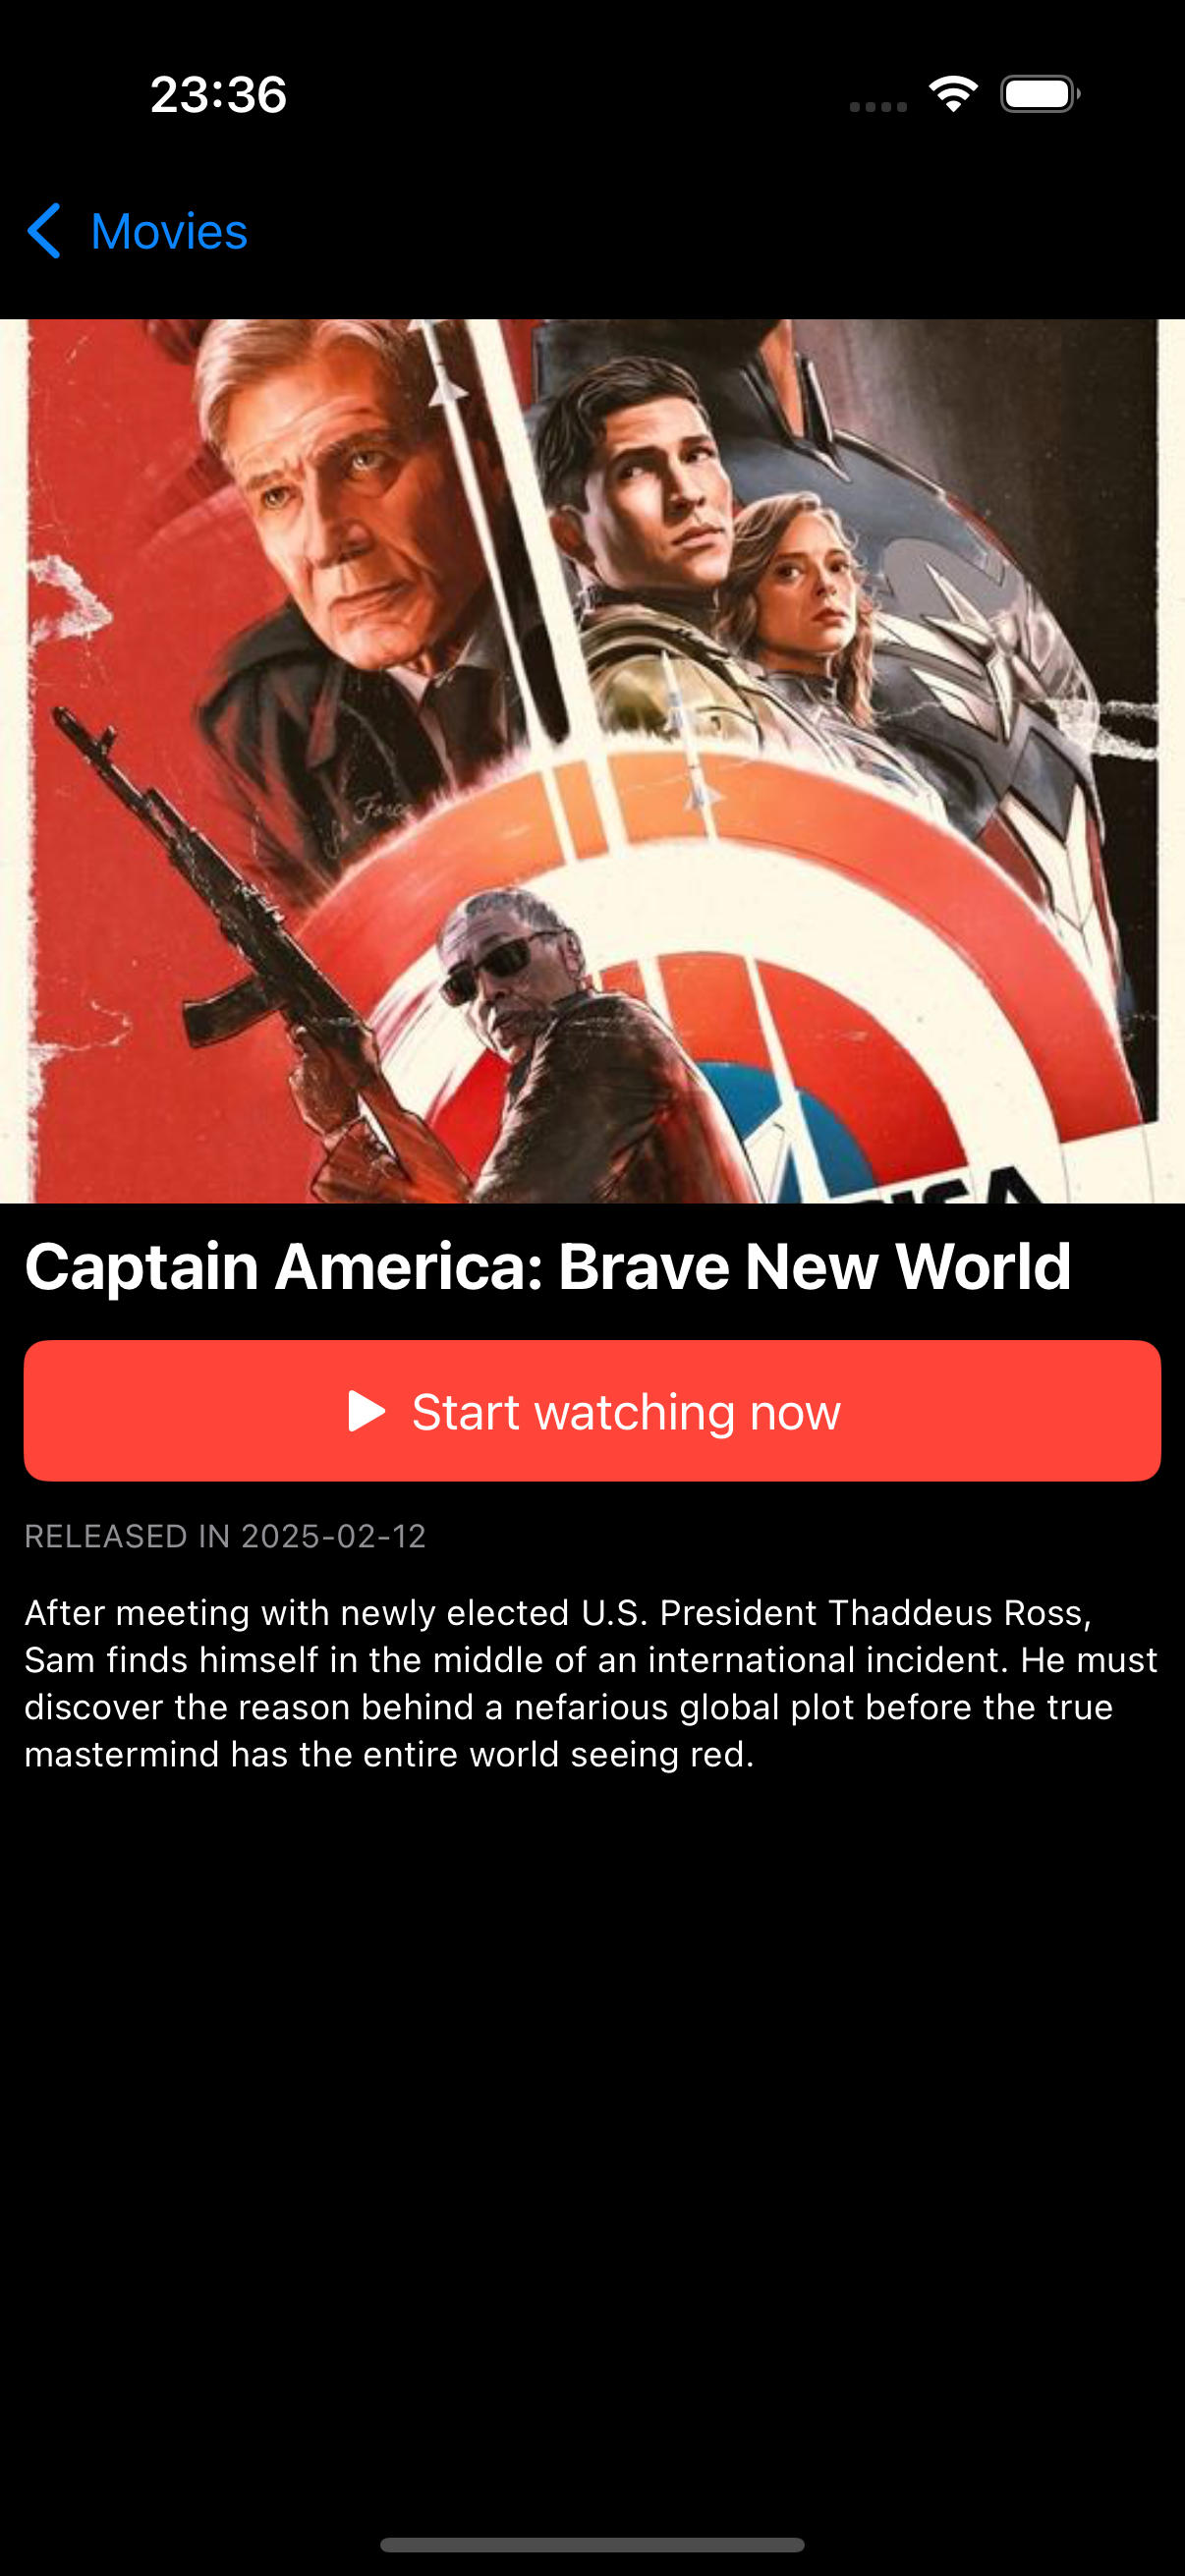 23:36
Movies
Captain America: Brave New World
Start watching now
RELEASED IN 2025-02-12
After meeting with newly elected U.S. President Thaddeus Ross,
Sam finds himself in the middle of an international incident. He must
discover the reason behind a nefarious global plot before the true
mastermind has the entire world seeing red.